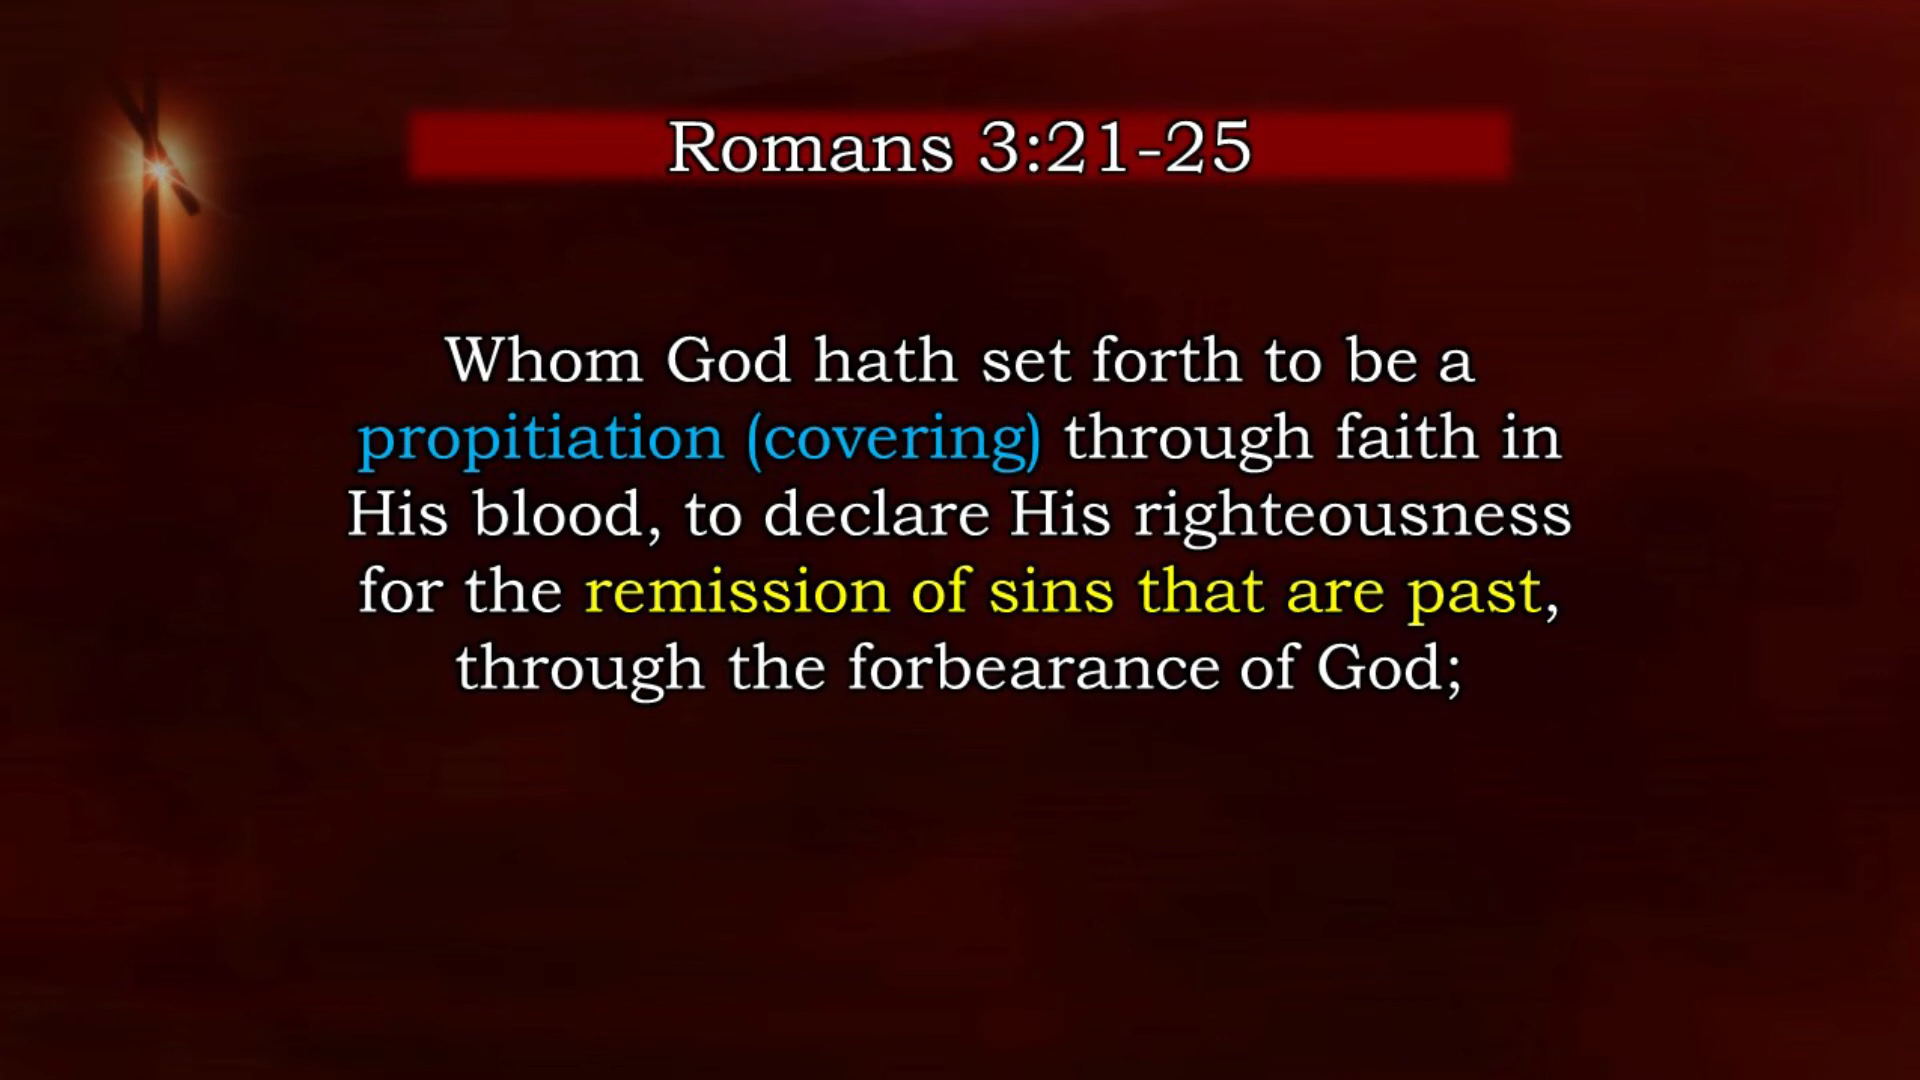 Romans 3:21-25
Whom God hath set forth to be a
propitiation (covering) through faith in
His blood, to declare His righteousness
for the remission of sins that are past,
through the forbearance of God;